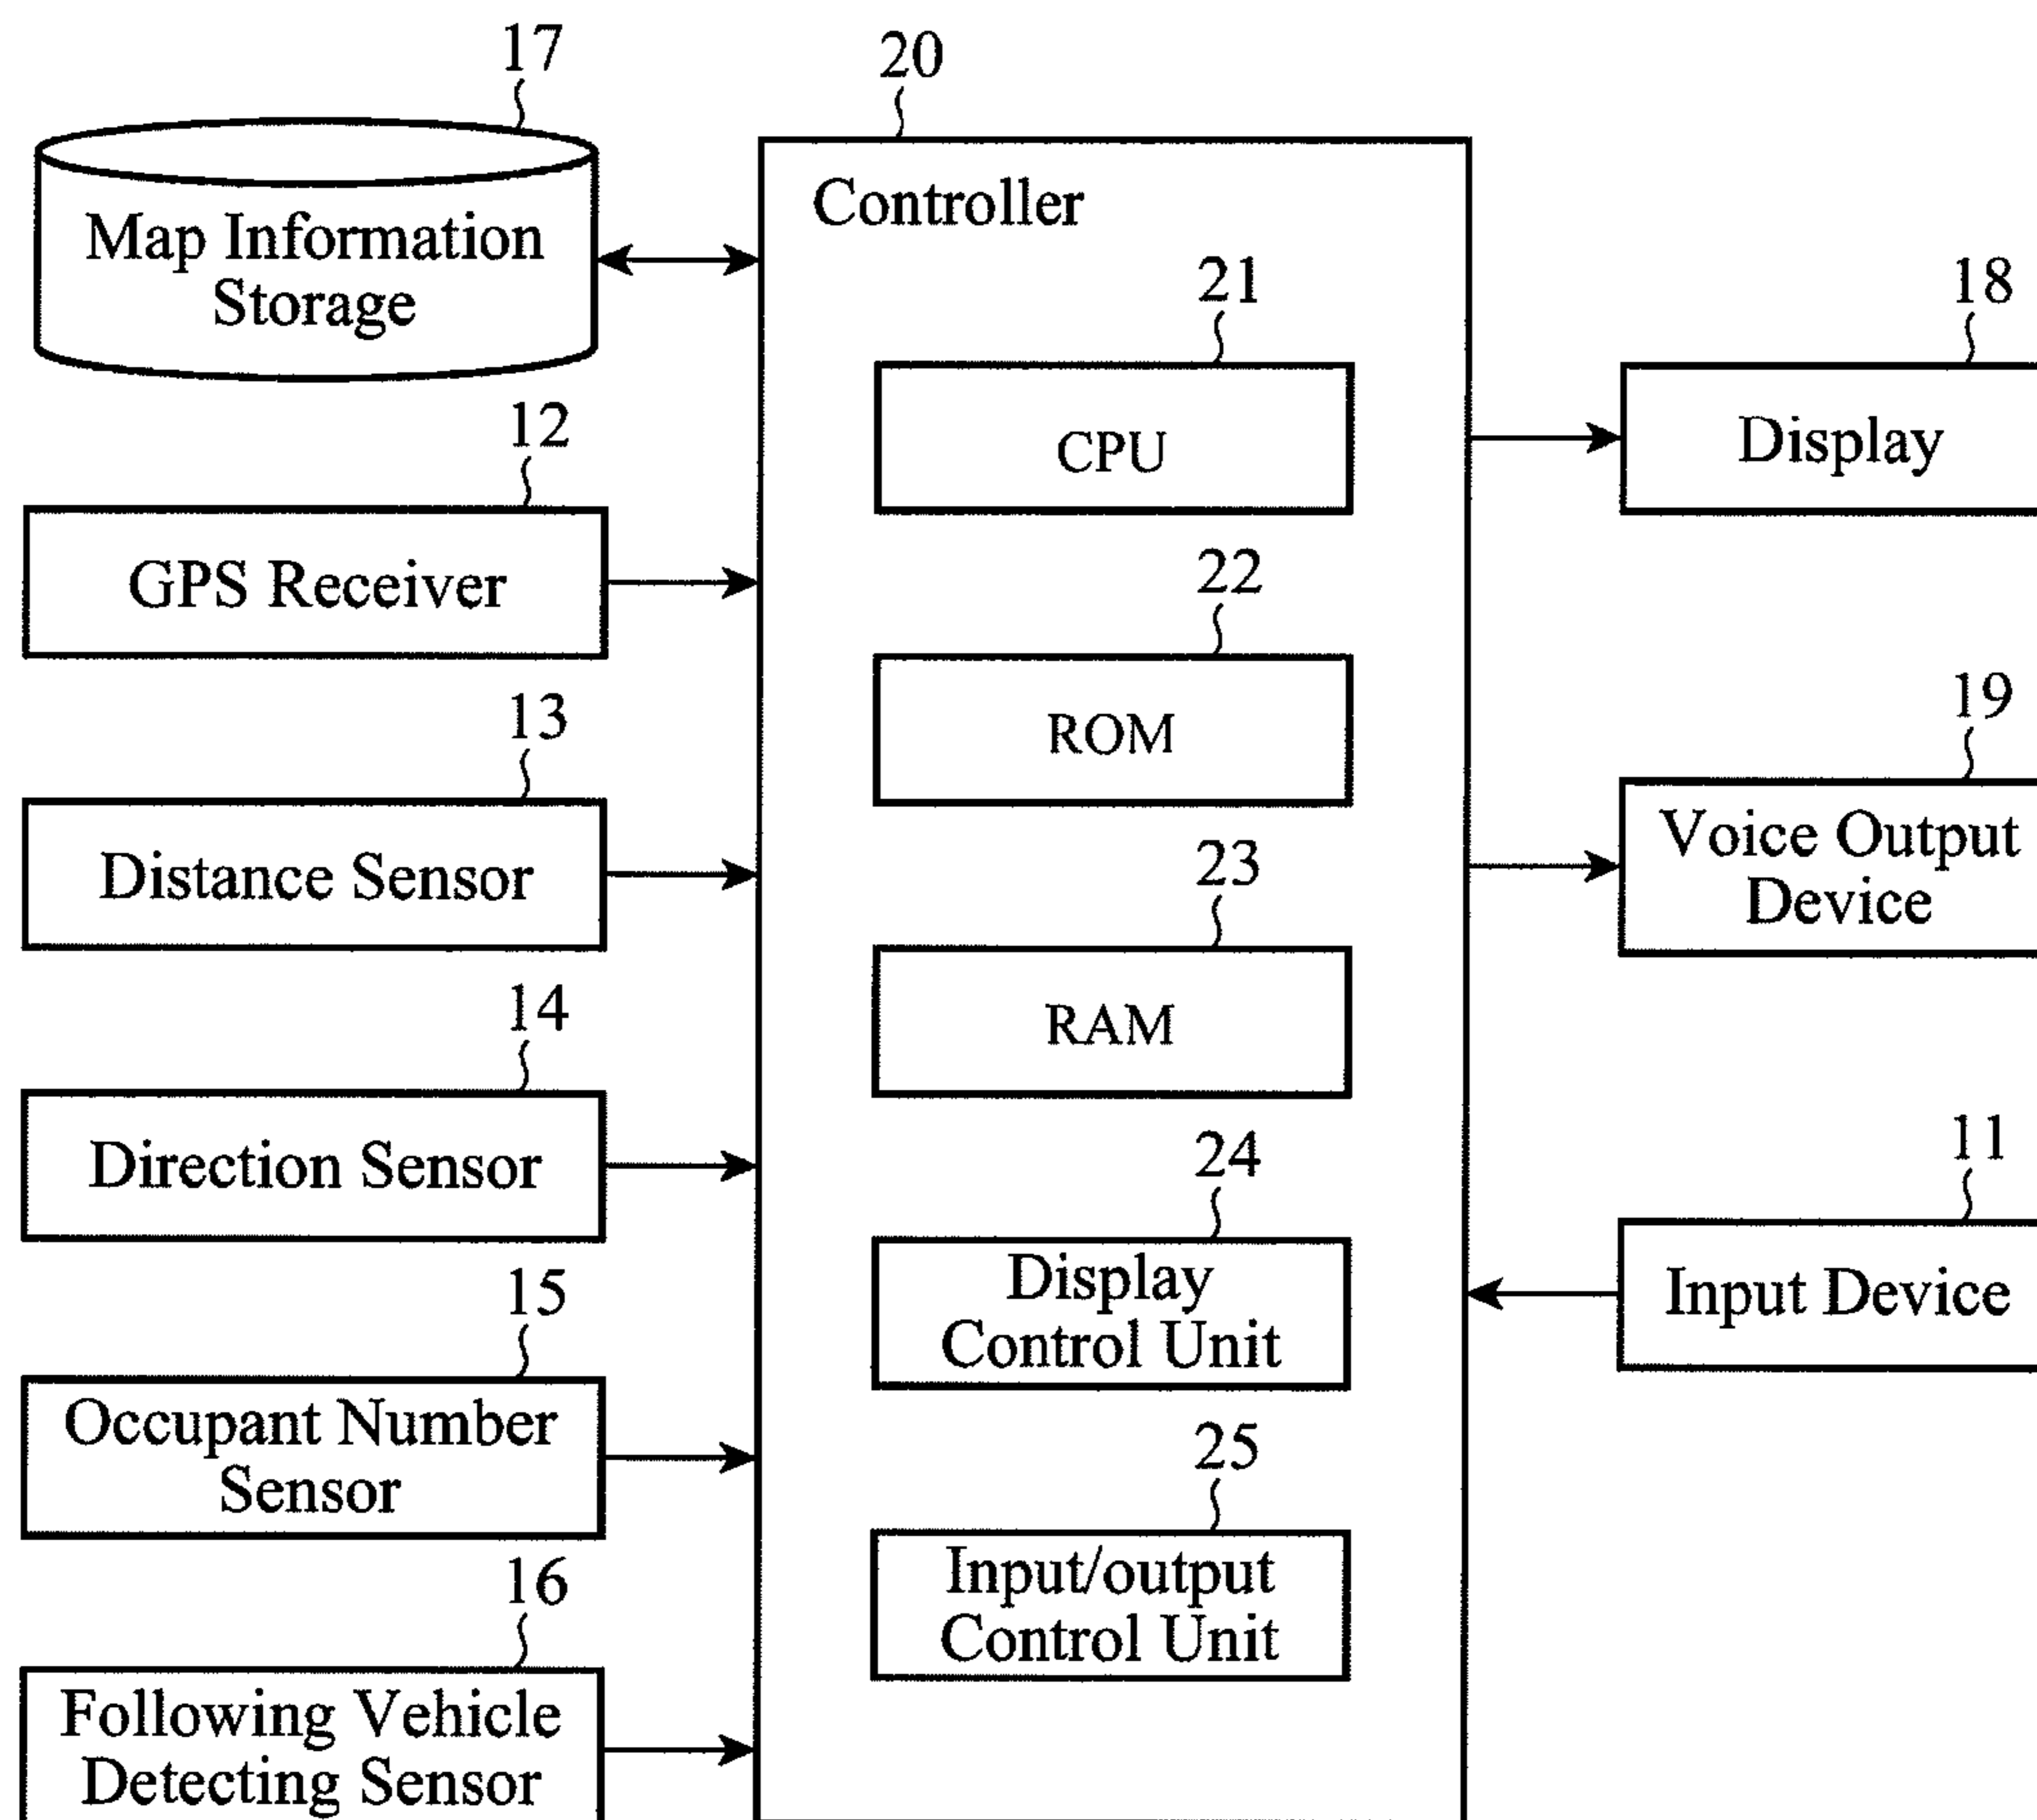 17
Map Information
Storage
12
GPS Receiver
13
Distance Sensor
14
Direction Sensor
15
Occupant Number
Sensor
16
Following Vehicle
Detecting Sensor
20
Controller
21
CPU
22
ROM
23
RAM
24
Display
Control Unit
25
Input/output
Control Unit
18
Display
19
Voice Output
Device
11
Input Device